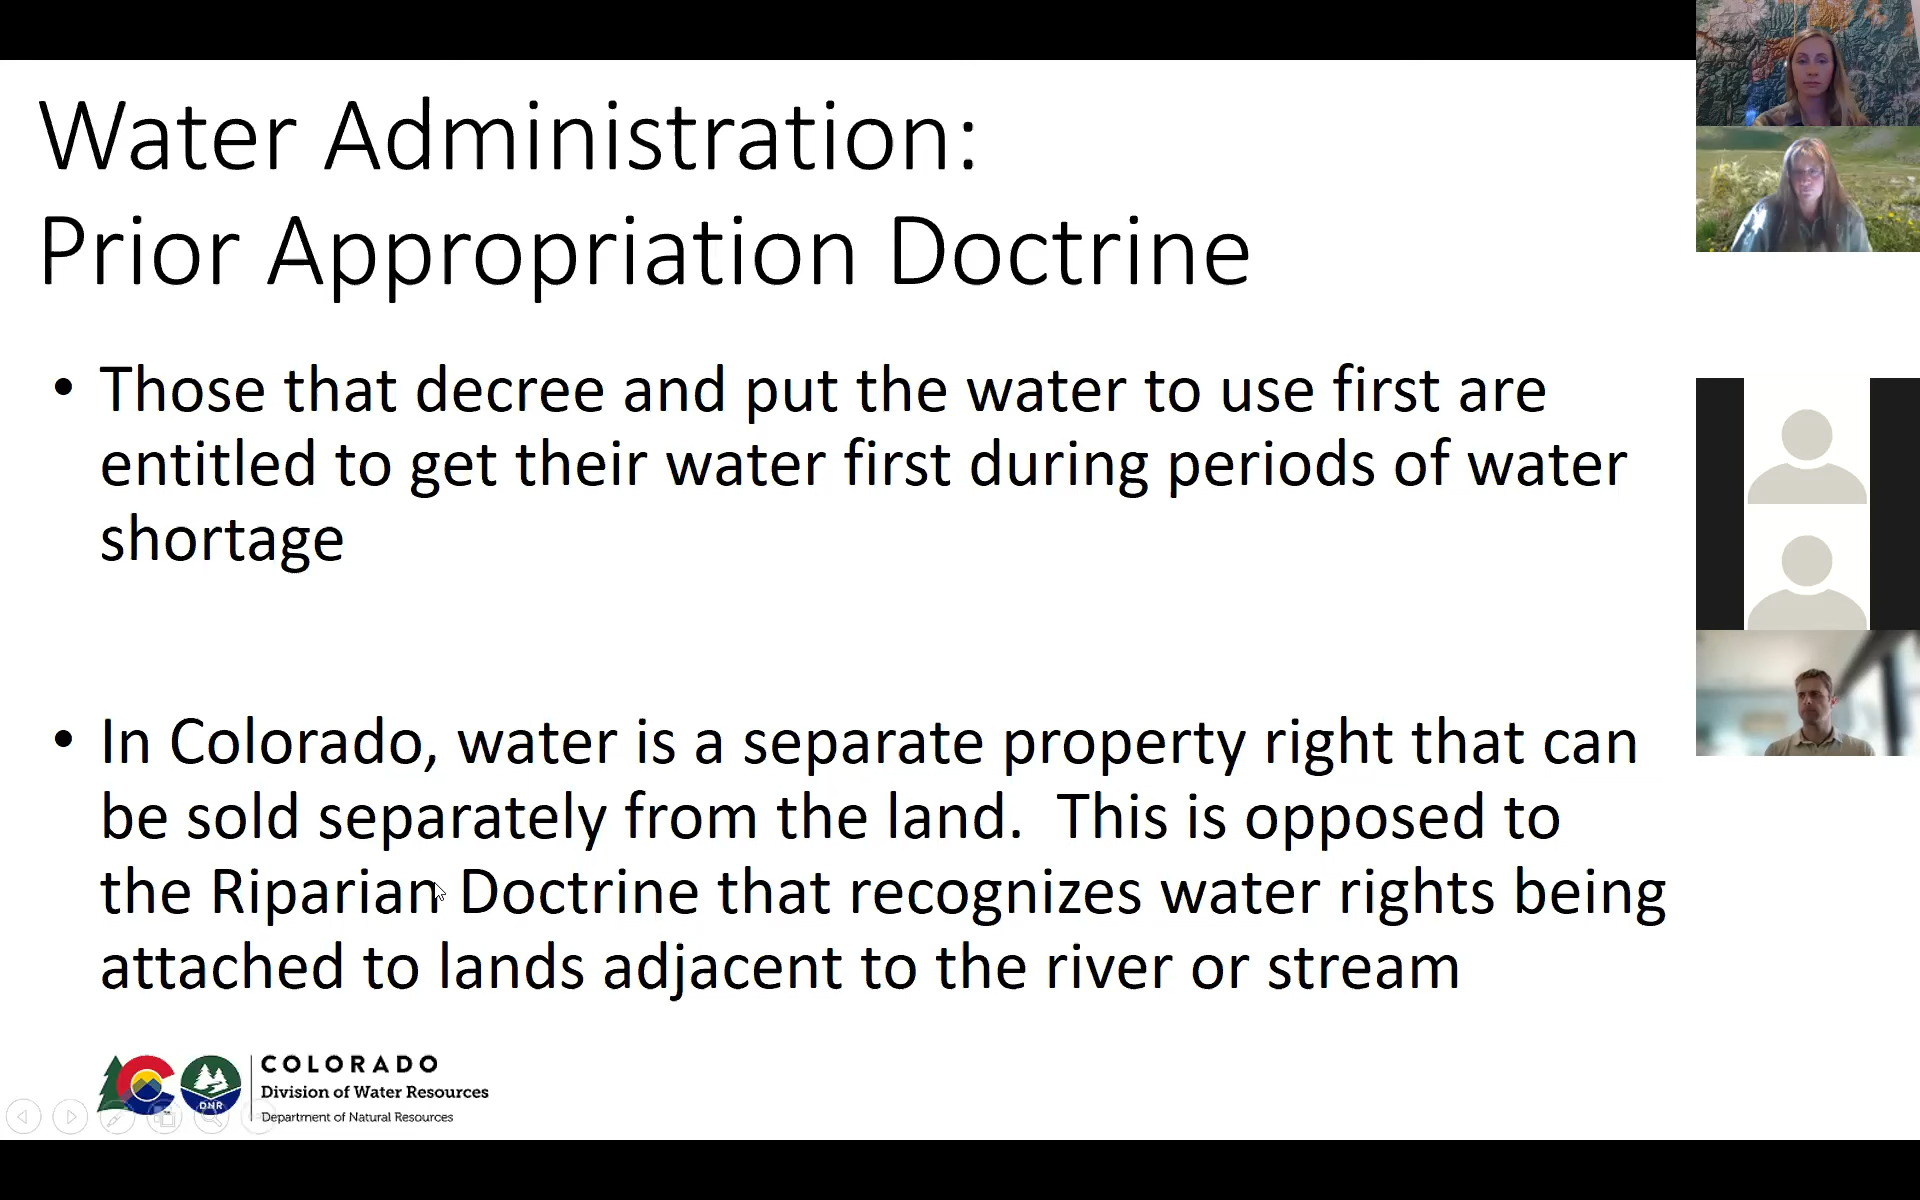 Water Administration:
Prior Appropriation Doctrine
• Those that decree and put the water to use first are
entitled to get their water first during periods of water
shortage
• In Colorado, water is a separate property right that can
be sold separately from the land.  This is opposed to
the Riparian Doctrine that recognizes water rights being
attached to lands adjacent to the river or stream
COLORADO
Division of Water Resources
Department of Natural Resources
DNR